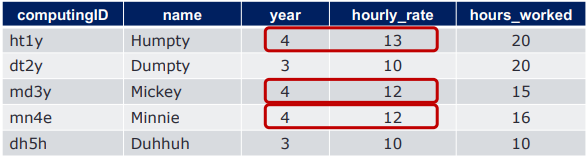 computingID name year hourly_rate hours_worked
ht1y Humpty 4 13 20
dt2y Dumpty 3 10 20
md3y Mickey 4 12 15
mn4e Minnie 4 12 16
dh5h Duhhuh 3 10 10